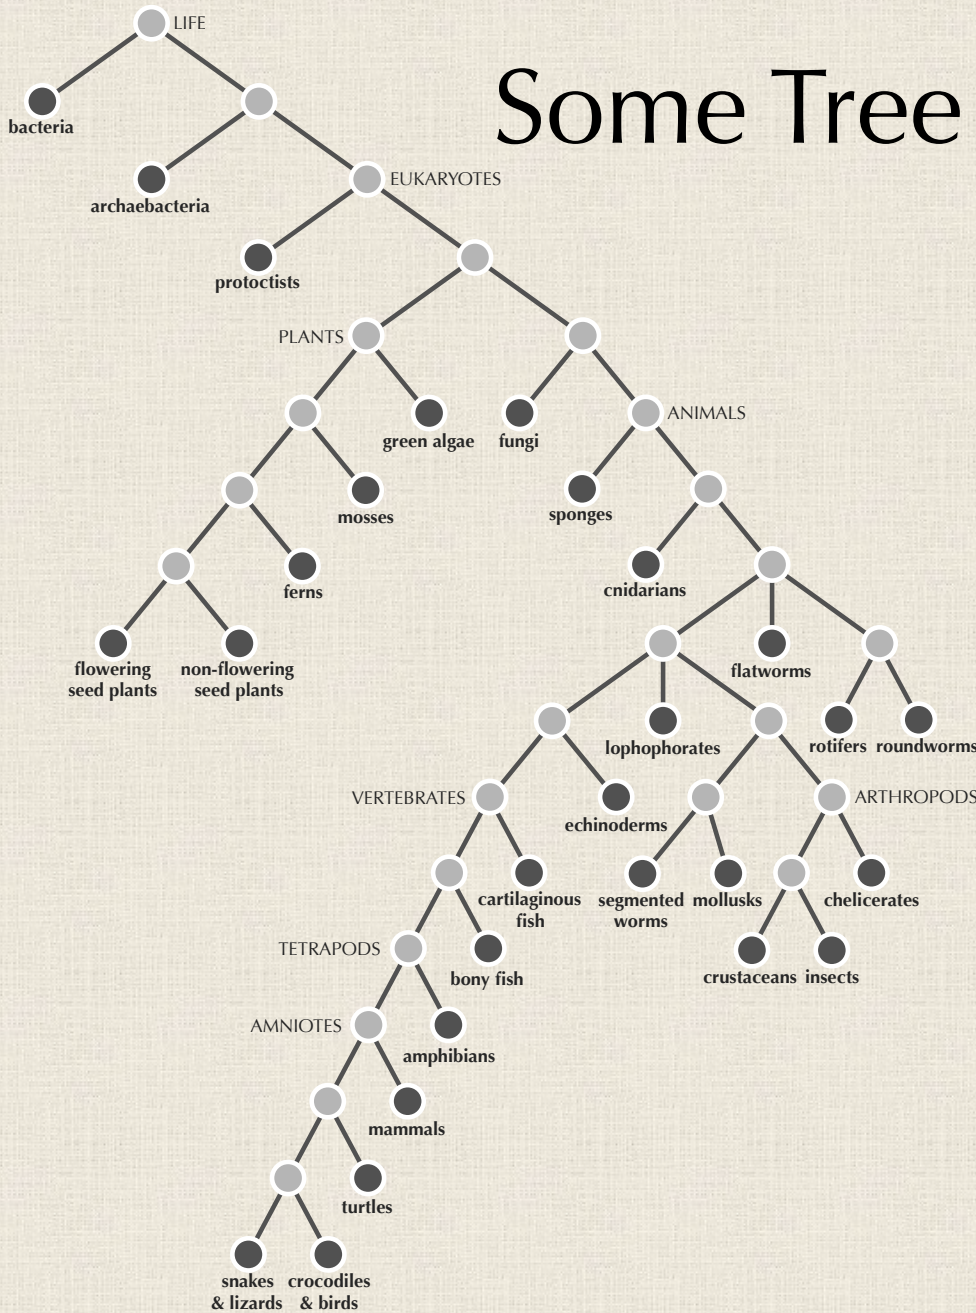 LIFE
Some Tree
bacteria
EUKARYOTES
archaebacteria
protoctists
PLANTS
ANIMALS
green algae
fungi
mosses
sponges
ferns
cnidarians
flowering
seed plants
non-flowering
seed plants
flatworms
lophophorates
rotifers
roundworms
VERTEBRATES
ARTHROPODS
echinoderms
cartilaginous
fish
segmented
worms
mollusks
chelicerates
TETRAPODS
bony fish
crustaceans
insects
AMNIOTES
amphibians
mammals
turtles
snakes
& lizards
crocodiles
& birds